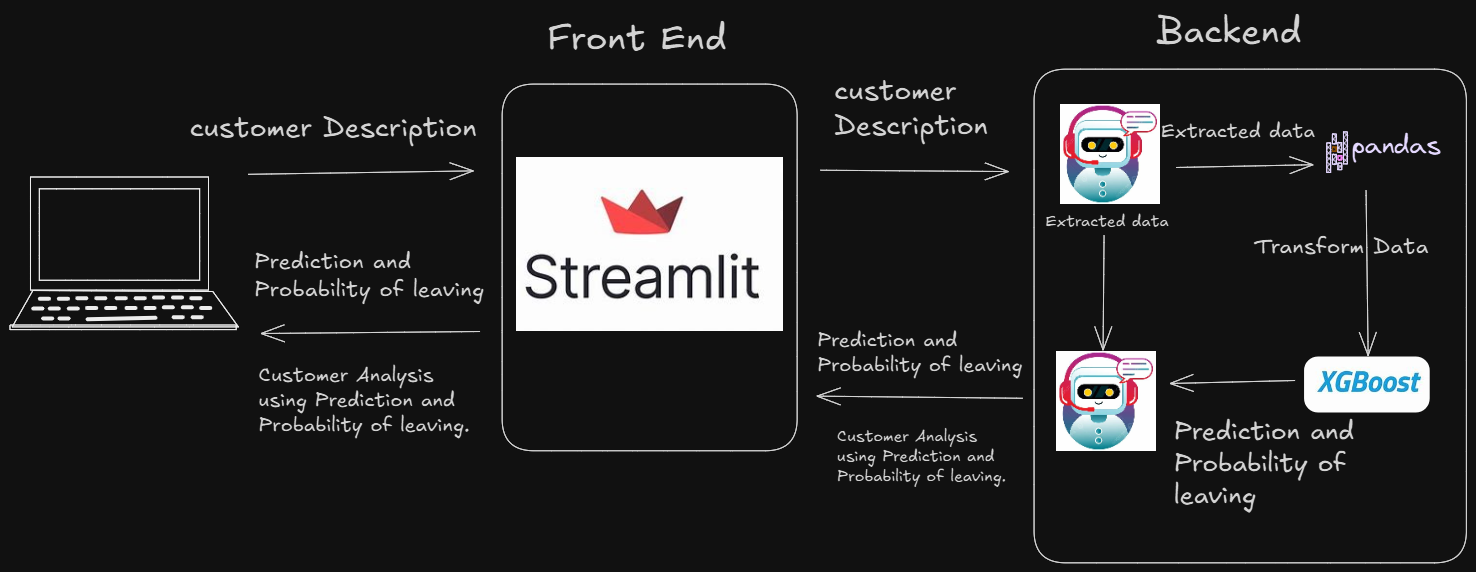 Front End
Backend
customer Description
customer
Description
Extracted data
pandas
Extracted data
Transform Data
Streamlit
Prediction and
Probability of leaving
Customer Analysis
using Prediction and
Probability of leaving.
Prediction and
Probability of leaving
Customer Analysis
using Prediction and
Probability of leaving.
XGBoost
Prediction and
Probability of
leaving